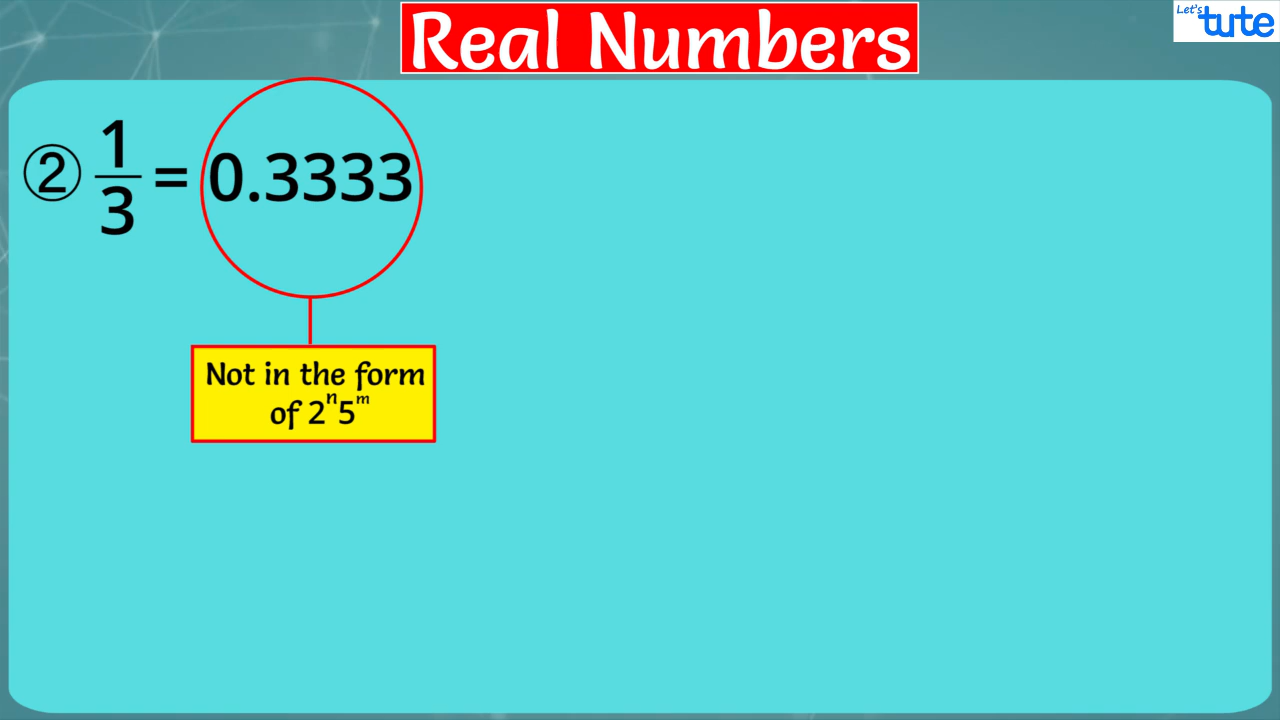 Real Numbers
Let's tute
② 1/3 = 0.3333
Not in the form
of 2ⁿ5ᵐ